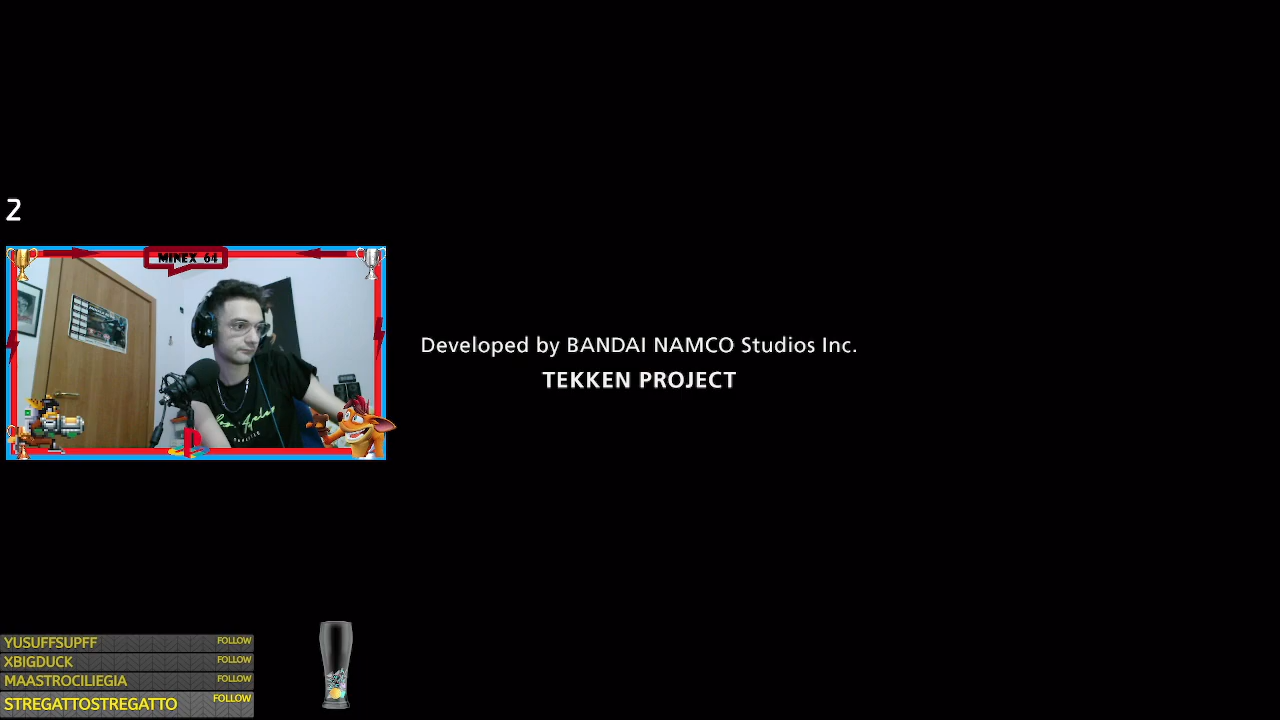 2
MINEX 64
Developed by BANDAI NAMCO Studios Inc.
TEKKEN PROJECT
YUSUFFSUPFF FOLLOW
XBIGDUCK FOLLOW
MAASTROCILIEGIA FOLLOW
STREGATTOSTREGATTO FOLLOW